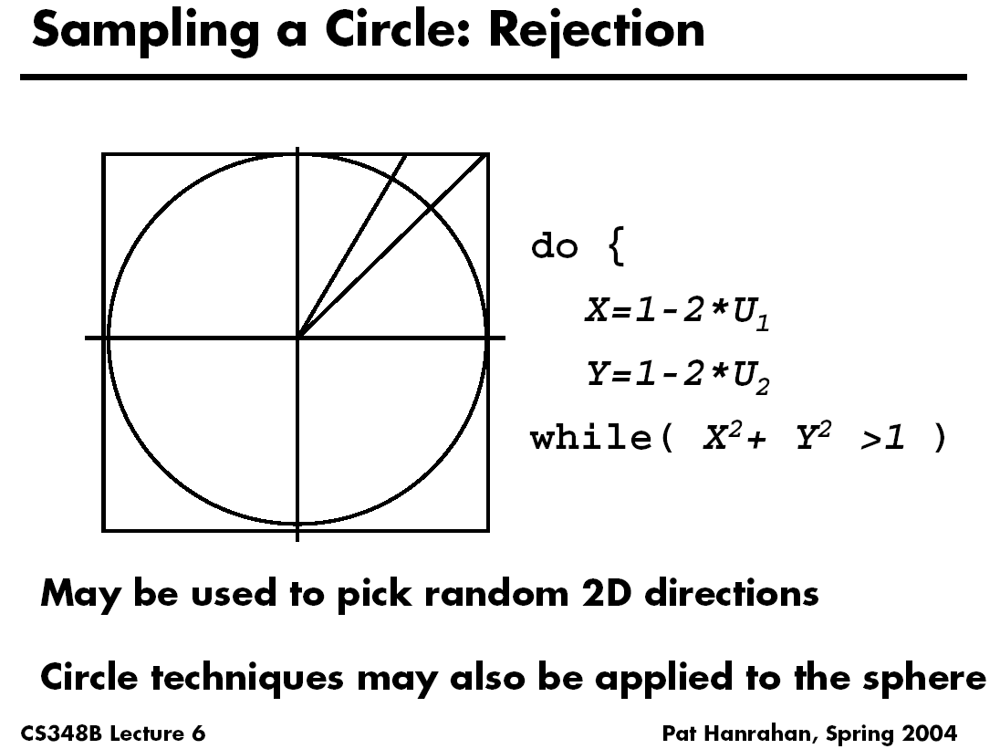 Sampling a Circle: Rejection
do {
X=1-2*U₁
Y=1-2*U₂
while( X²+ Y² >1 )
May be used to pick random 2D directions
Circle techniques may also be applied to the sphere
CS348B Lecture 6 Pat Hanrahan, Spring 2004